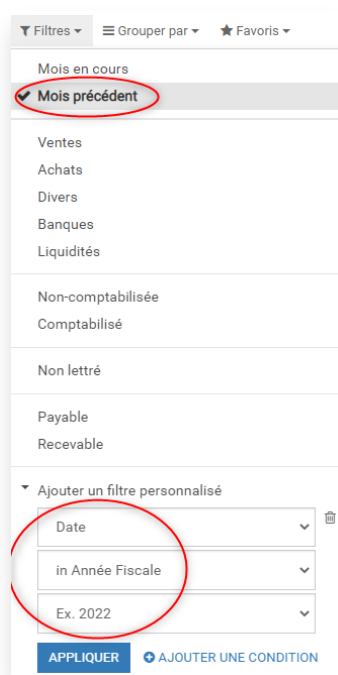 Filtres Grouper par Favoris
Mois en cours
Mois précédent
Ventes
Achats
Divers
Banques
Liquidités
Non-comptabilisée
Comptabilisé
Non lettré
Payable
Recevable
Ajouter un filtre personnalisé
Date
in Année Fiscale
Ex. 2022
APPLIQUER AJOUTER UNE CONDITION